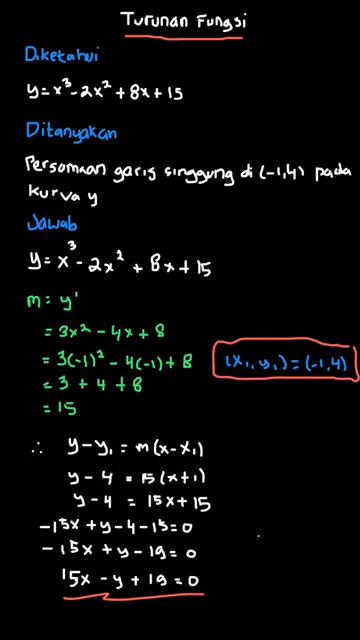 Turunan Fungsi
Diketahui
y = x³ - 2x² + 8x + 15
Ditanyakan
Persamaan garis singgung di (-1,4) pada
kurva y
Jawab
y = x³ - 2x² + 8x + 15
m : y'
= 3x² - 4x + 8
= 3(-1)² - 4(-1) + 8
(x₁, y₁) = (-1,4)
= 3 + 4 + 8
= 15
∴ y - y₁ = m(x - x₁)
y - 4 = 15(x + 1)
y - 4 = 15x + 15
-15x + y - 4 - 15 = 0
-15x + y - 19 = 0
15x - y + 19 = 0